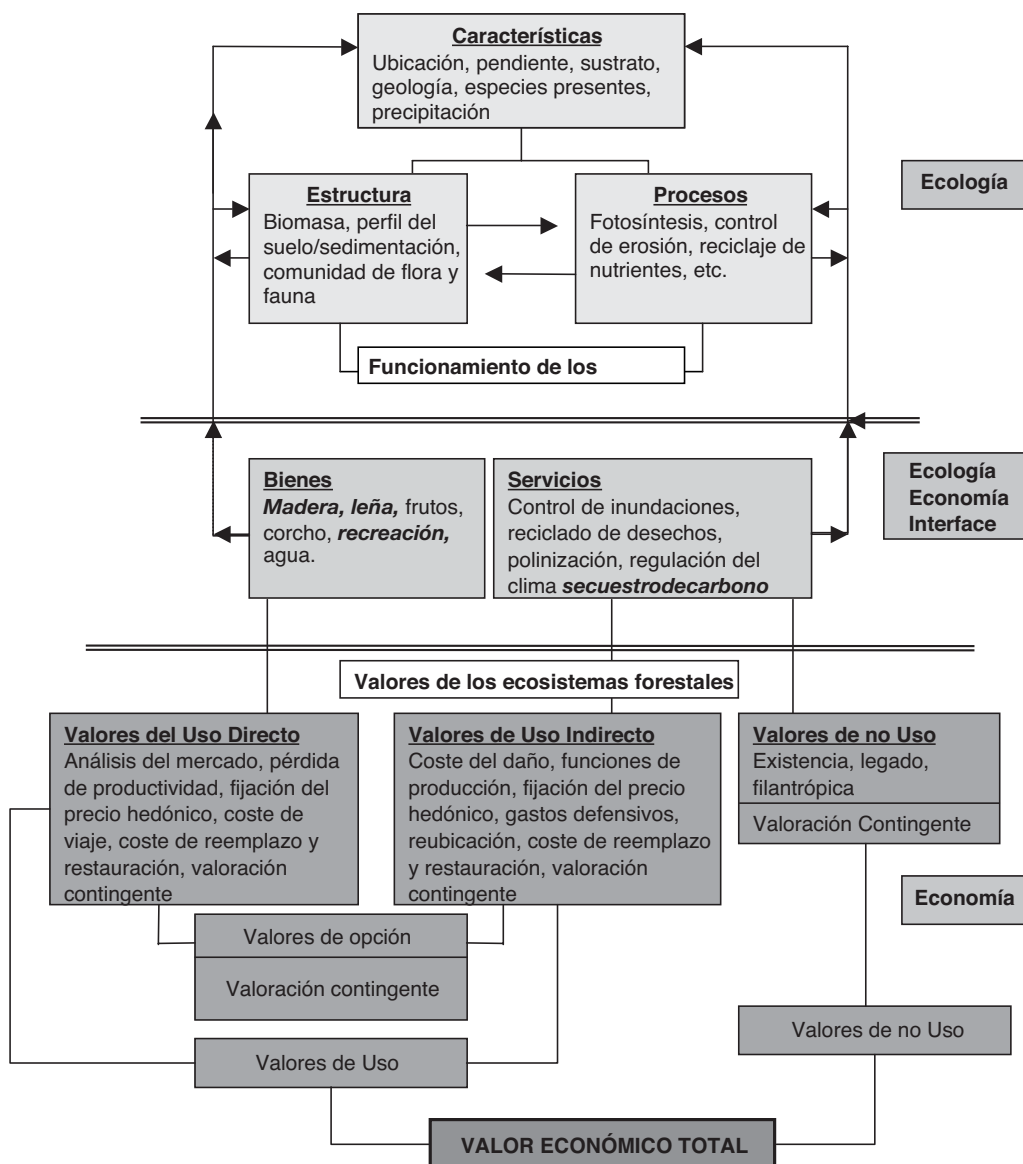 Características
Ubicación, pendiente, sustrato,
geología, especies presentes,
precipitación
Ecología
Estructura
Biomasa, perfil del
suelo/sedimentación,
comunidad de flora y
fauna
Procesos
Fotosíntesis, control
de erosión, reciclaje de
nutrientes, etc.
Funcionamiento de los
Bienes
Madera, leña, frutos,
corcho, recreación,
agua.
Servicios
Control de inundaciones,
reciclado de desechos,
polinización, regulación del
clima secuestrodecarbono
Ecología
Economía
Interface
Valores de los ecosistemas forestales
Valores del Uso Directo
Análisis del mercado, pérdida
de productividad, fijación del
precio hedónico, coste de
viaje, coste de reemplazo y
restauración, valoración
contingente
Valores de Uso Indirecto
Coste del daño, funciones de
producción, fijación del precio
hedónico, gastos defensivos,
reubicación, coste de reemplazo
y restauración, valoración
contingente
Valores de no Uso
Existencia, legado,
filantrópica
Valoración Contingente
Economía
Valores de opción
Valoración contingente
Valores de Uso
Valores de no Uso
VALOR ECONÓMICO TOTAL